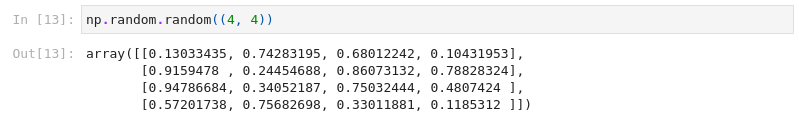 In [13]: np.random.random((4, 4))
Out[13]: array([[0.13033435, 0.74283195, 0.68012242, 0.10431953],
[0.9159478 , 0.24454688, 0.86073132, 0.78828324],
[0.94786684, 0.34052187, 0.75032444, 0.4807424 ],
[0.57201738, 0.75682698, 0.33011881, 0.1185312 ]])